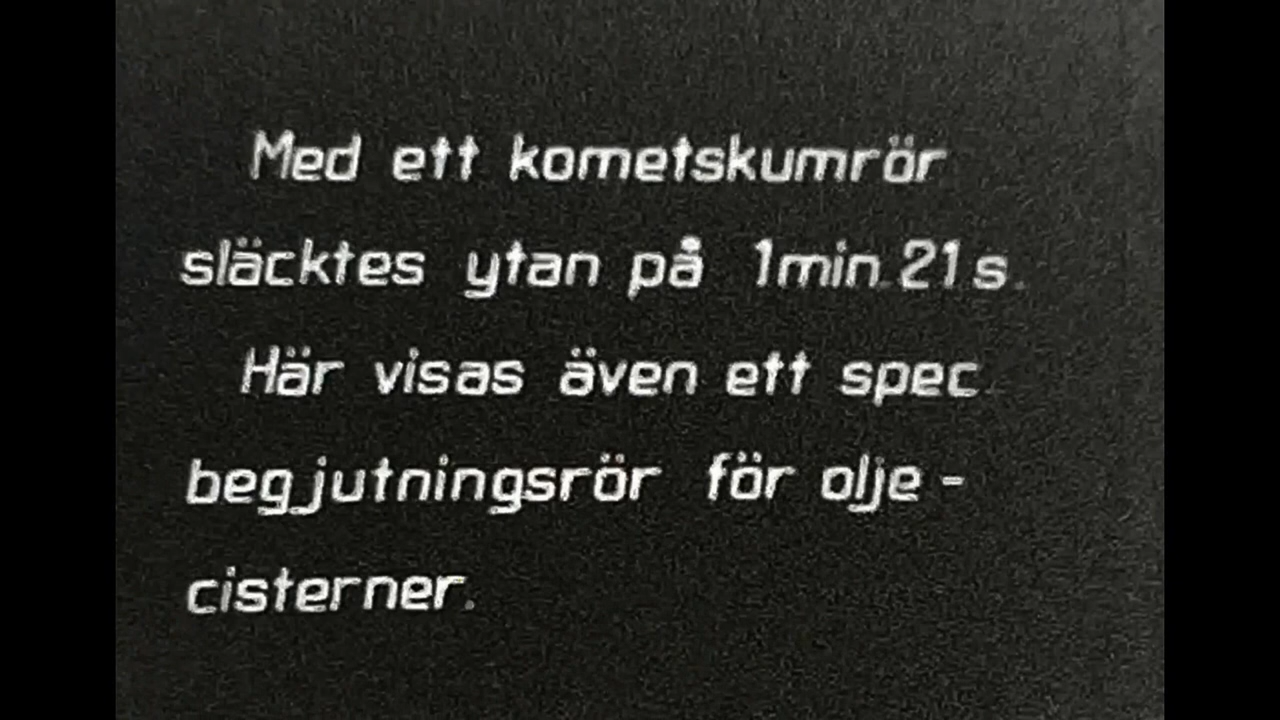 Med ett kometskumrör
släcktes ytan på 1min.21s.
Här visas även ett spec.
begjutningsrör för olje-
cisterner.